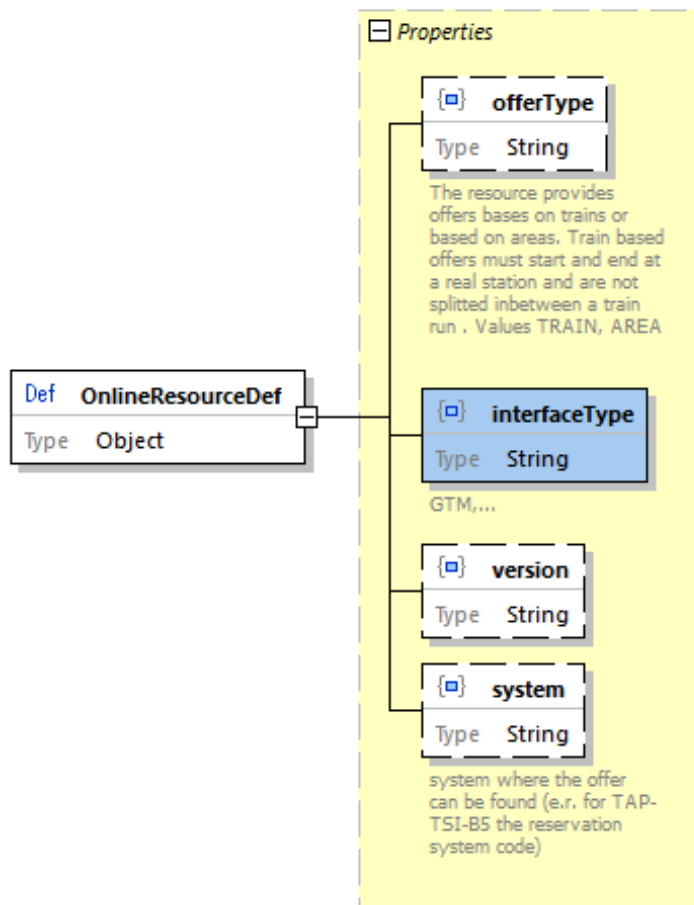 Properties
offerType
Type String
The resource provides
offers bases on trains or
based on areas. Train based
offers must start and end at
a real station and are not
splitted inbetween a train
run . Values TRAIN, AREA
Def OnlineResourceDef
Type Object
interfaceType
Type String
GTM,...
version
Type String
system
Type String
system where the offer
can be found (e.r. for TAP-
TSI-B5 the reservation
system code)